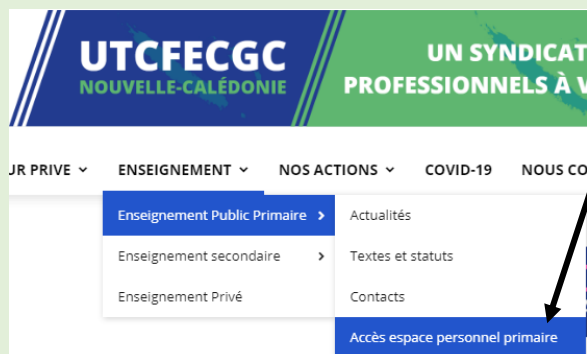 UTCFECGC
NOUVELLE-CALÉDONIE
UN SYNDICAT
PROFESSIONNELS À
PRIVE
ENSEIGNEMENT
NOS ACTIONS
COVID-19
NOUS
Enseignement Public Primaire
Enseignement secondaire
Enseignement Privé
Actualités
Textes et statuts
Contacts
Accès espace personnel primaire